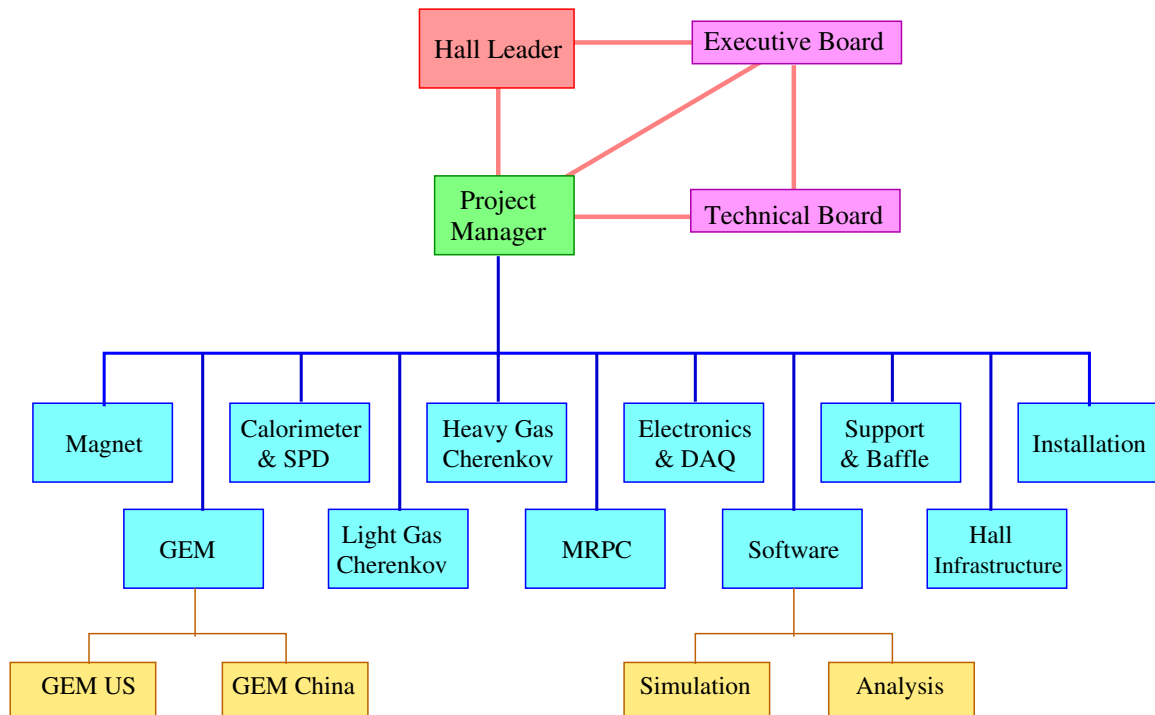 Hall Leader
Executive Board
Project
Manager
Technical Board
Magnet
Calorimeter
& SPD
Heavy Gas
Cherenkov
Electronics
& DAQ
Support
& Baffle
Installation
GEM
Light Gas
Cherenkov
MRPC
Software
Hall
Infrastructure
GEM US
GEM China
Simulation
Analysis